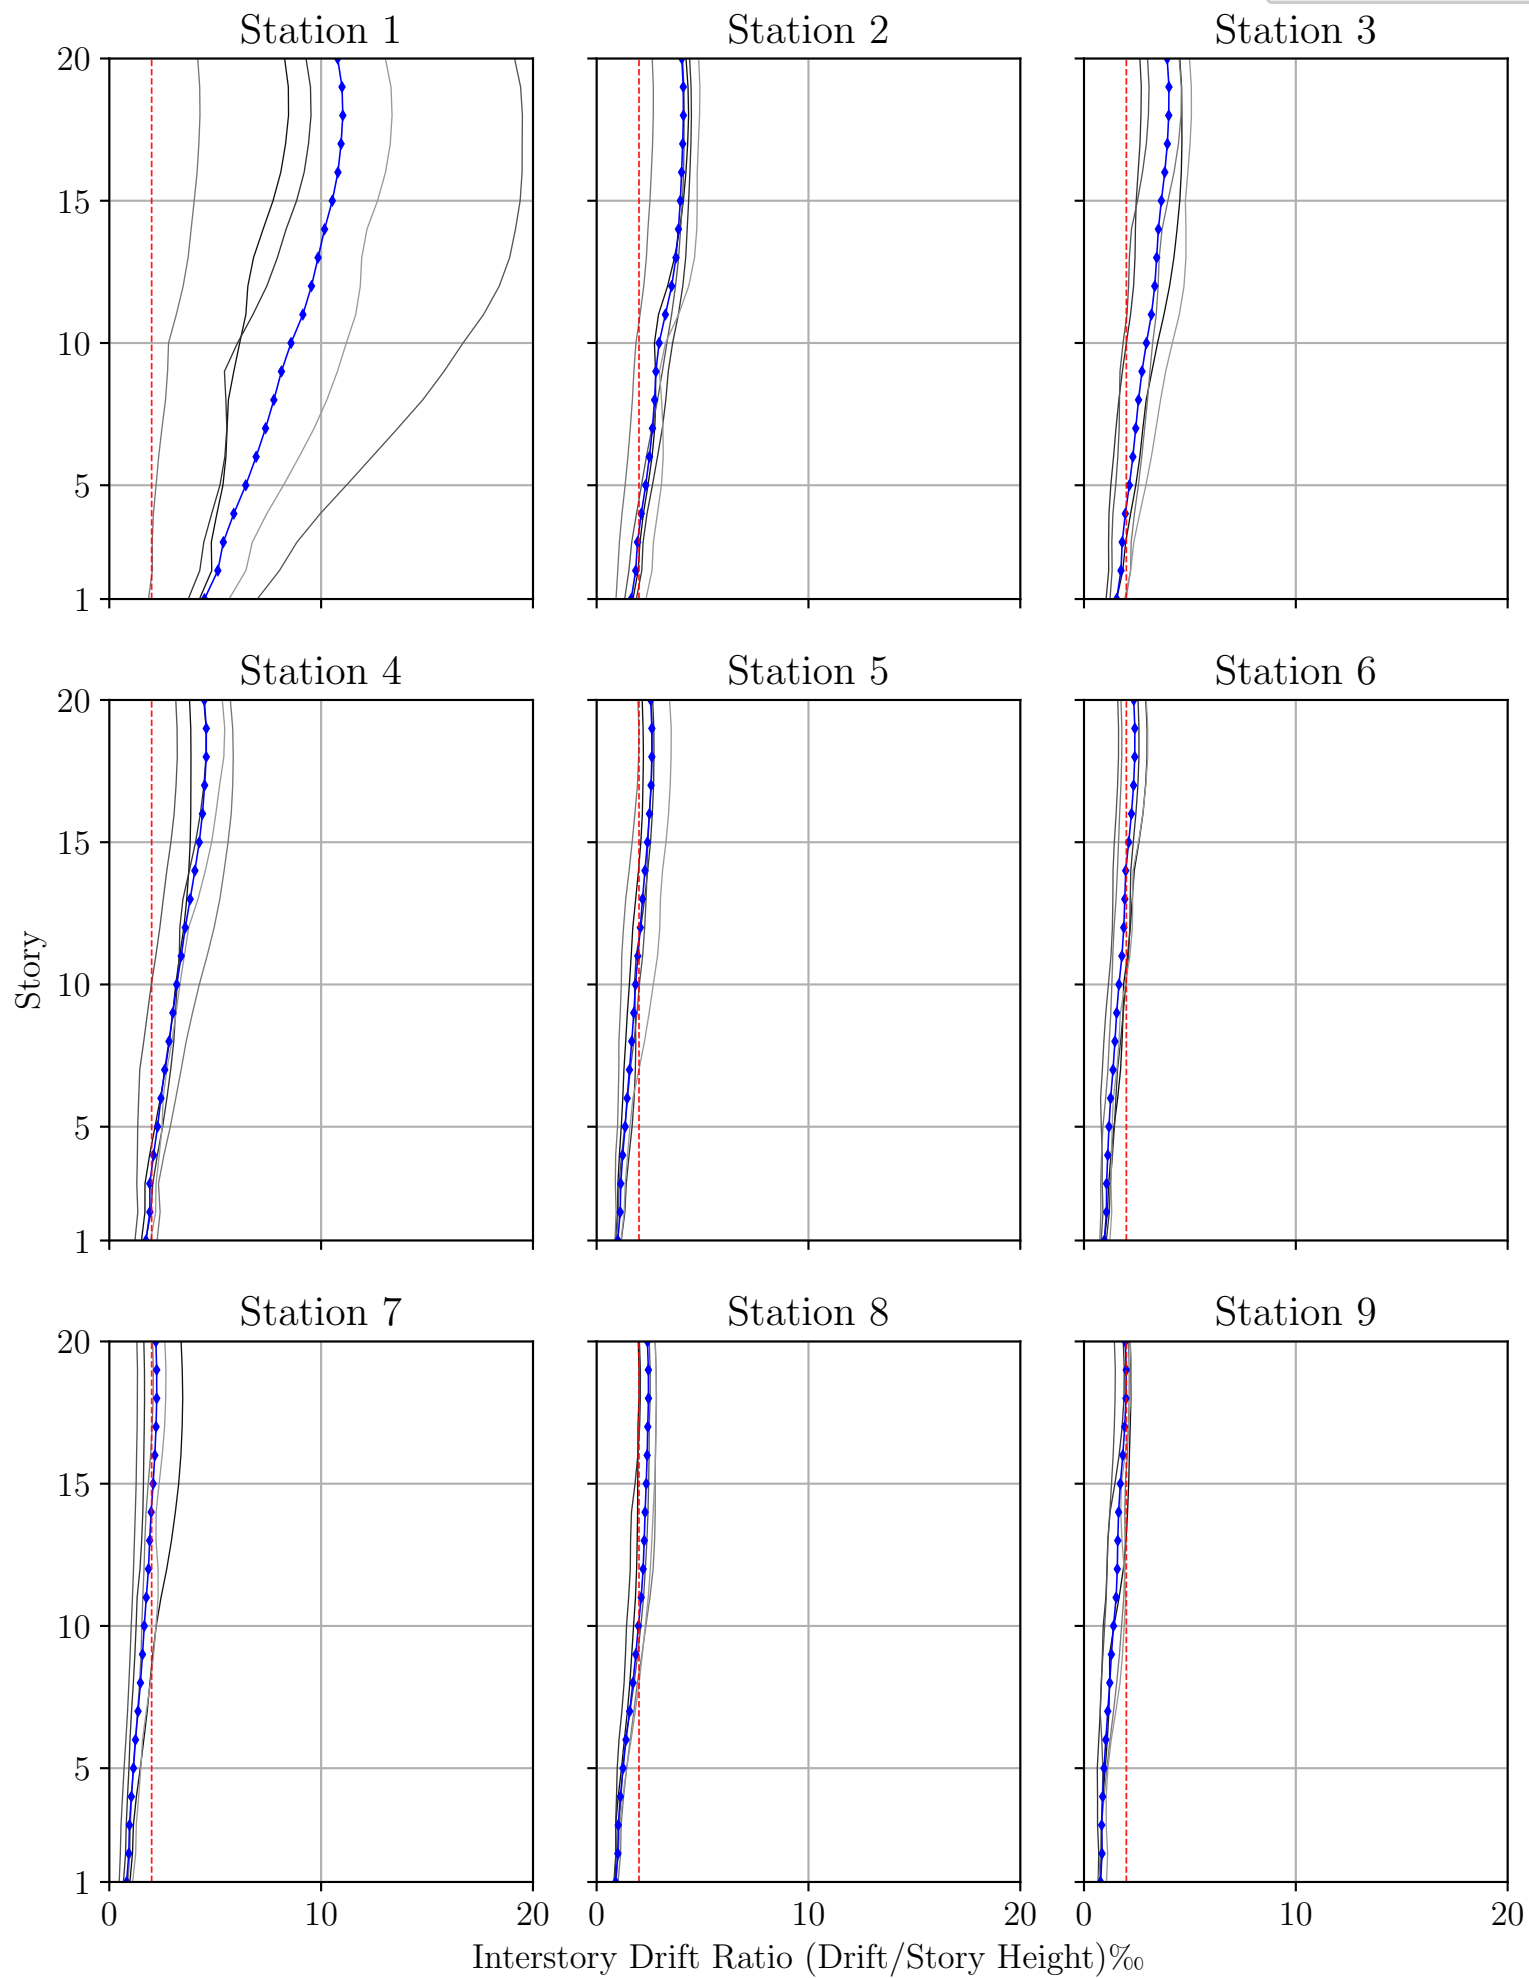 Station 1
Station 2
Station 3
20
15
10
5
1
Station 4
Station 5
Station 6
20
15
10
5
1
Story
Station 7
Station 8
Station 9
20
15
10
5
1
0 10 20
0 10 20
0 10 20
Interstory Drift Ratio (Drift/Story Height)‰